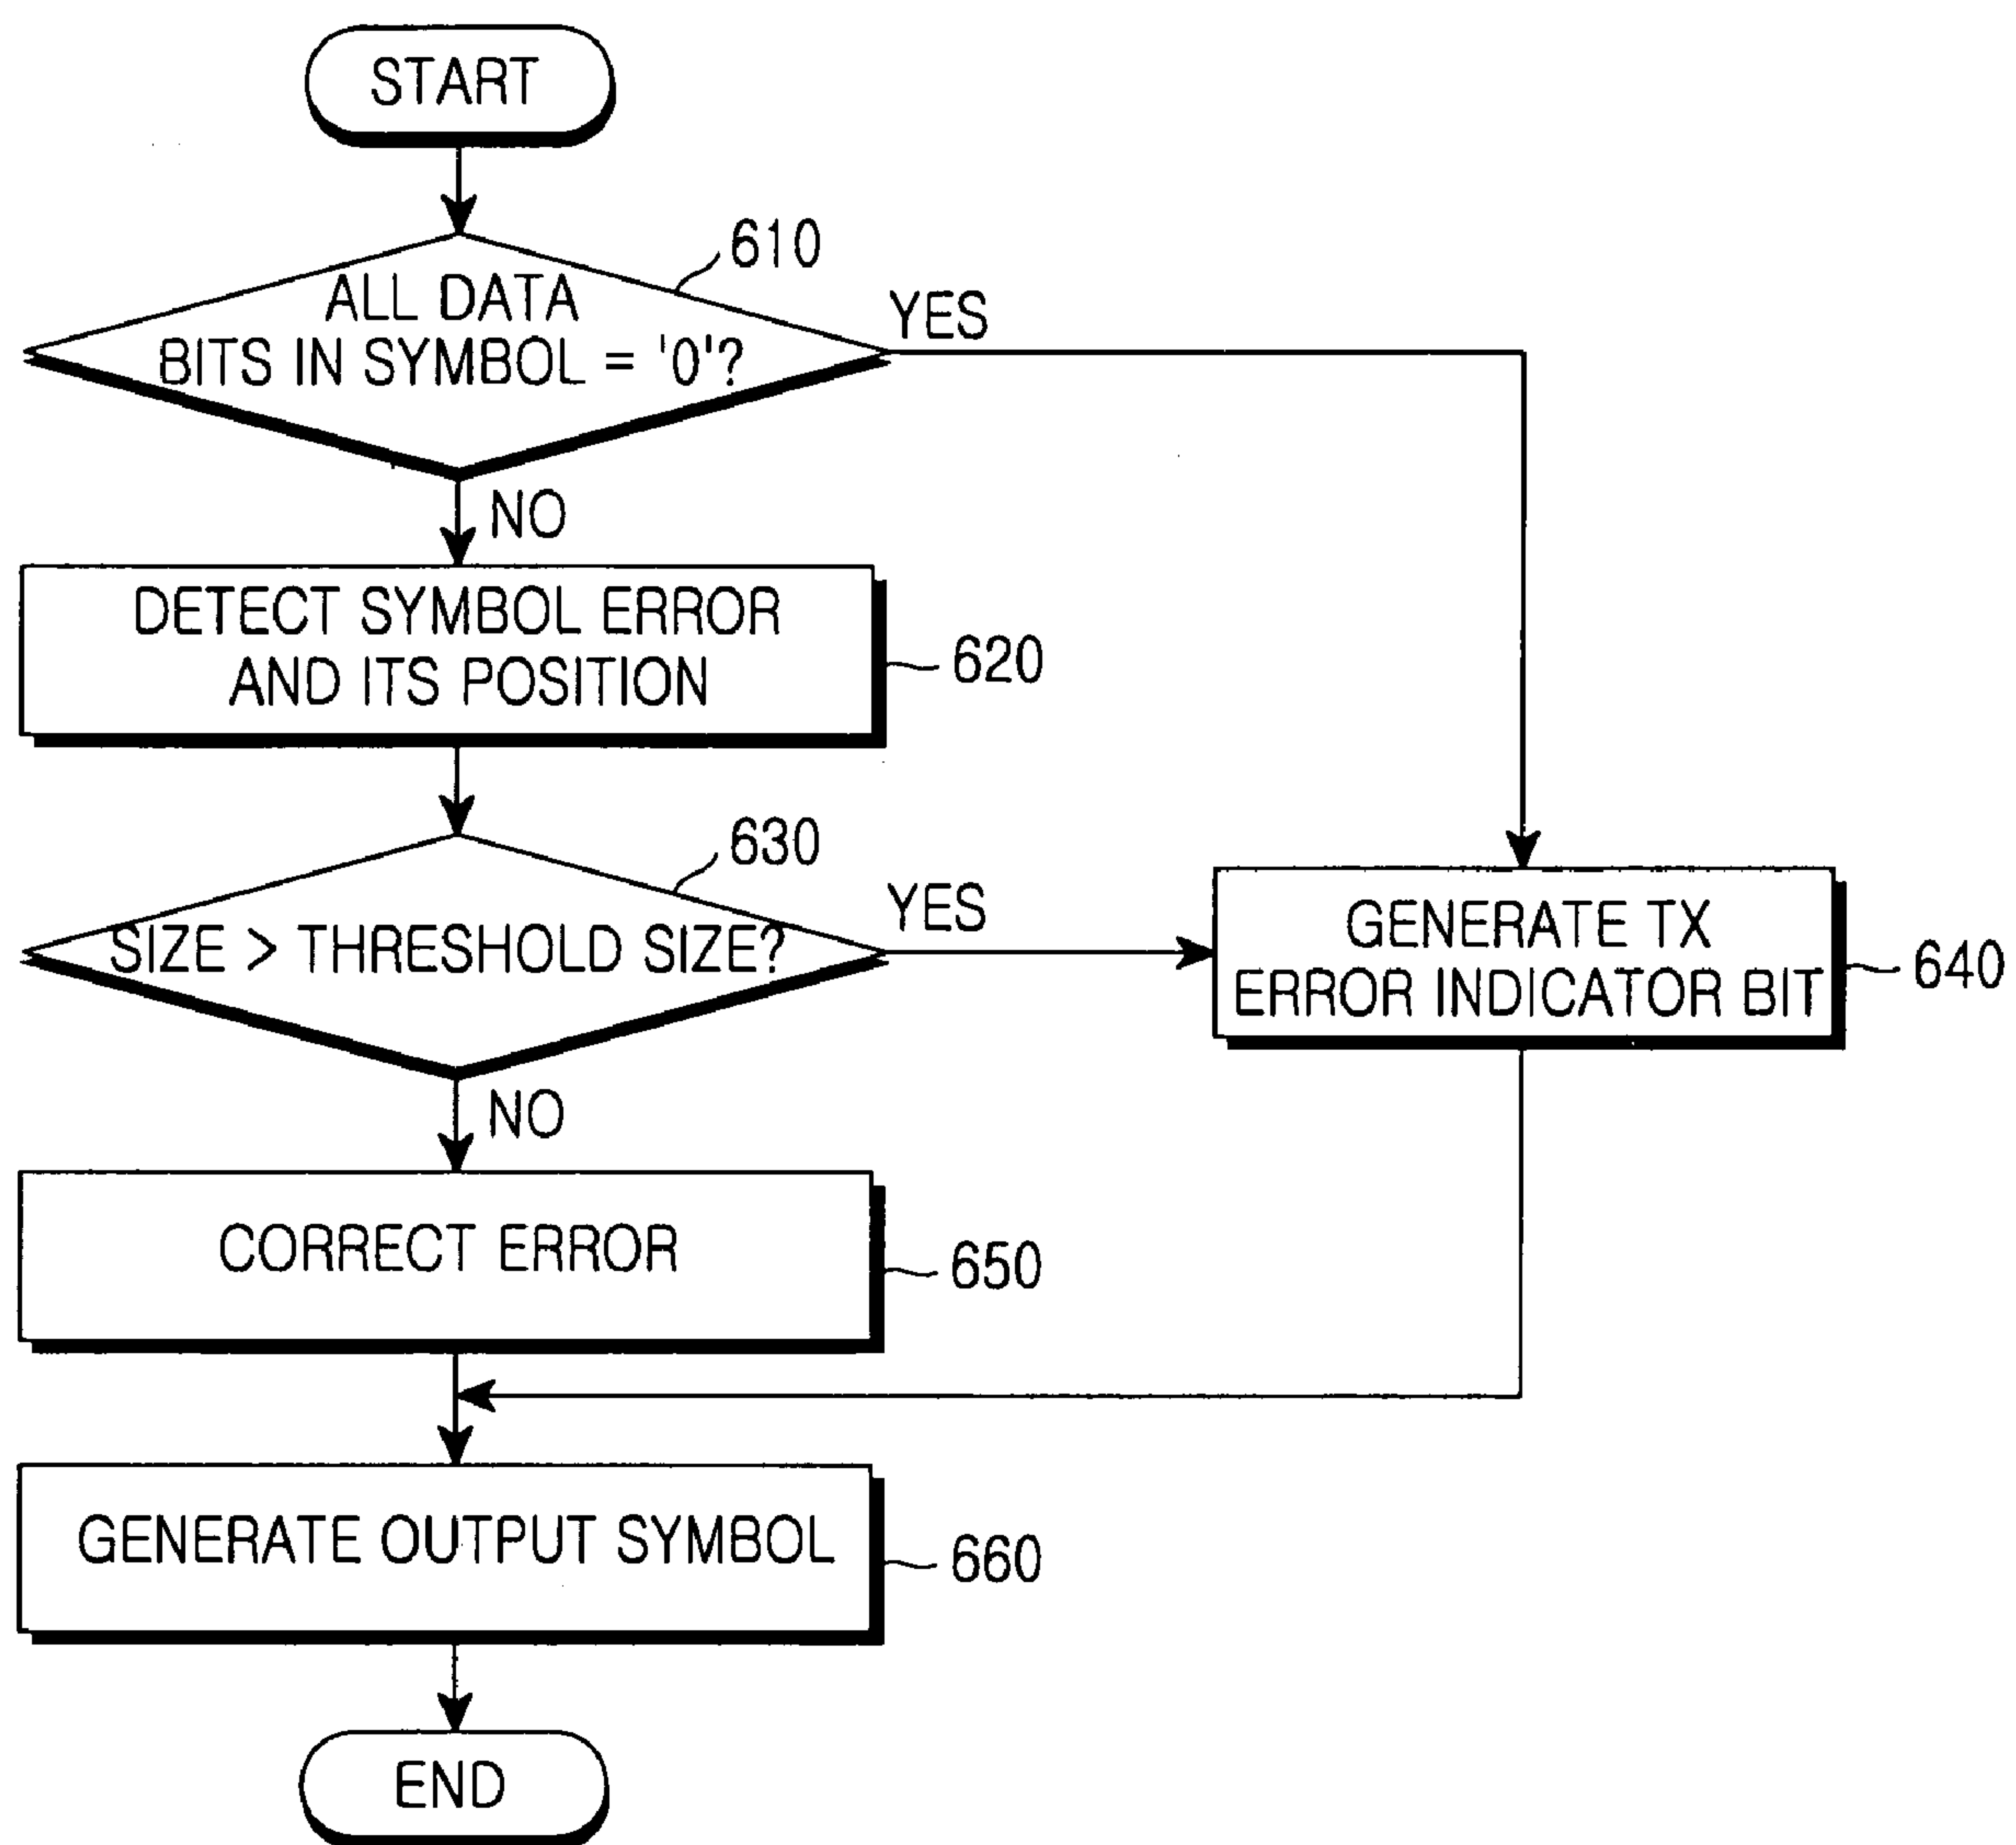 START
610
ALL DATA
BITS IN SYMBOL = '0'?
YES
NO
DETECT SYMBOL ERROR
AND ITS POSITION
620
630
SIZE > THRESHOLD SIZE?
YES
GENERATE TX
ERROR INDICATOR BIT
640
NO
CORRECT ERROR
650
GENERATE OUTPUT SYMBOL
660
END